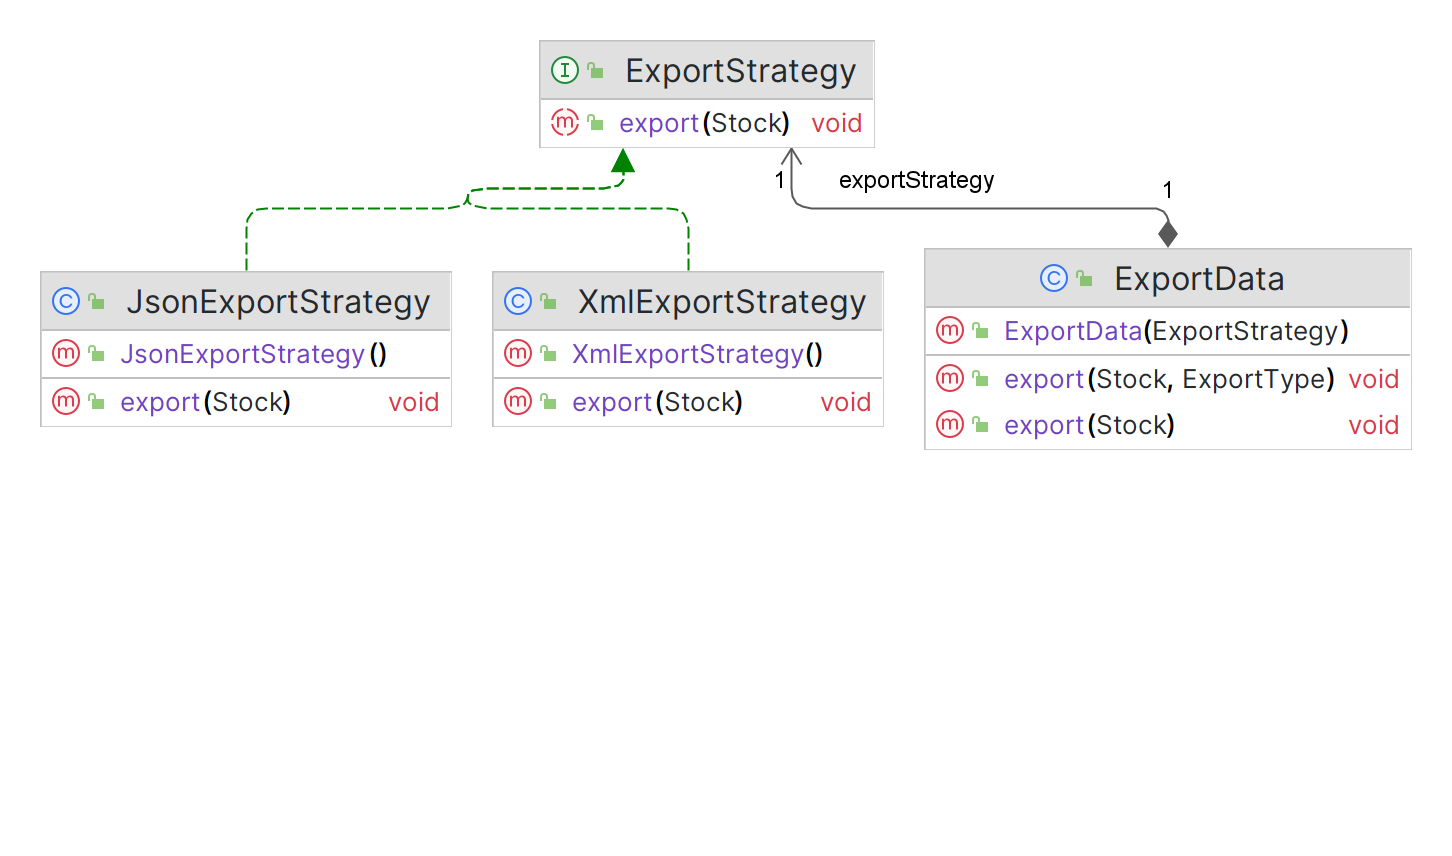 I ExportStrategy
m export(Stock) void
1 exportStrategy 1
C JsonExportStrategy
m JsonExportStrategy()
m export(Stock) void
C XmlExportStrategy
m XmlExportStrategy()
m export(Stock) void
C ExportData
m ExportData(ExportStrategy)
m export(Stock, ExportType) void
m export(Stock) void